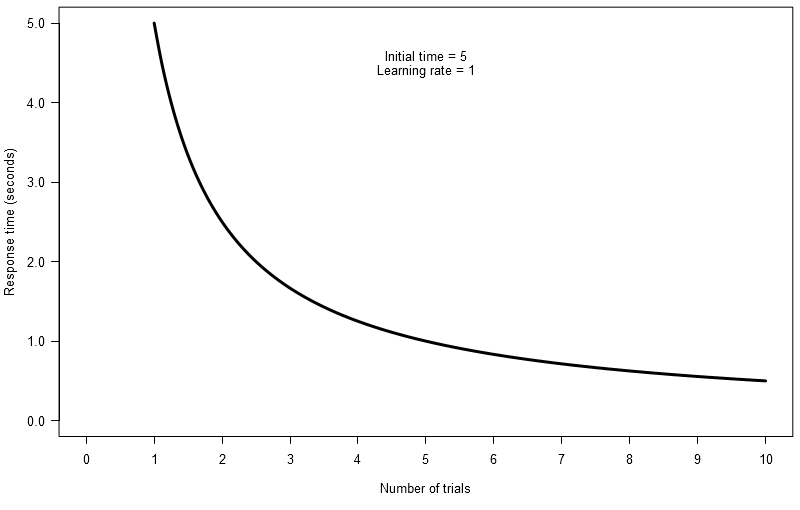 5.0
Initial time = 5
Learning rate = 1
4.0
3.0
Response time (seconds)
2.0
1.0
0.0
0 1 2 3 4 5 6 7 8 9 10
Number of trials